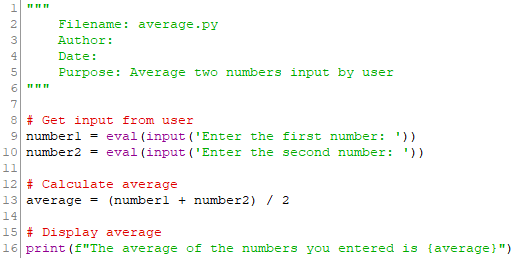 1 """
2     Filename: average.py
3     Author:
4     Date:
5     Purpose: Average two numbers input by user
6 """
7
8 # Get input from user
9 number1 = eval(input('Enter the first number: '))
10 number2 = eval(input('Enter the second number: '))
11
12 # Calculate average
13 average = (number1 + number2) / 2
14
15 # Display average
16 print(f"The average of the numbers you entered is {average}")